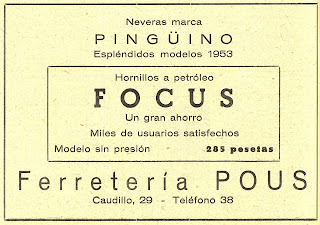 Neveras marca
PINGÜINO
Espléndidos modelos 1953
Hornillos a petróleo
FOCUS
Un gran ahorro
Miles de usuarios satisfechos
Modelo sin presión 285 pesetas
Ferretería POUS
Caudillo, 29 - Teléfono 38